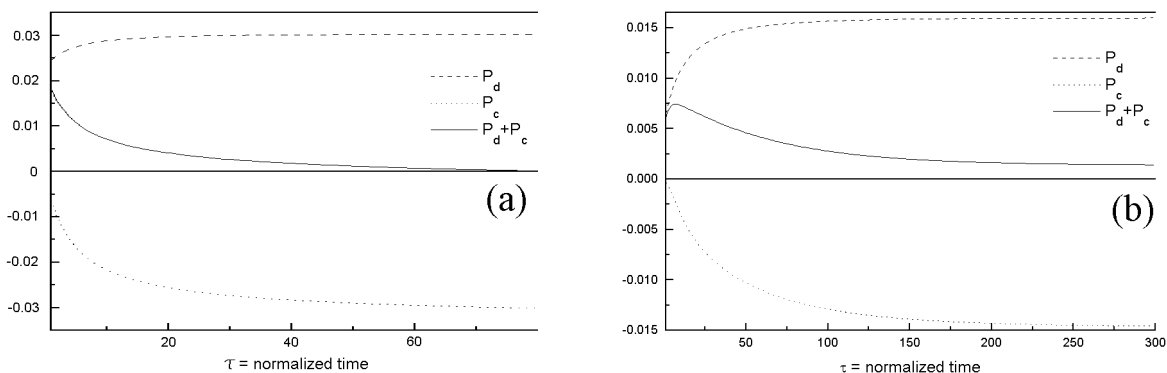 0.03
0.02
0.01
0
-0.01
-0.02
-0.03
20
40
60
P_d
P_c
P_d+P_c
(a)
τ = normalized time
0.015
0.010
0.005
0.000
-0.005
-0.010
-0.015
50
100
150
200
250
300
P_d
P_c
P_d+P_c
(b)
τ = normalized time